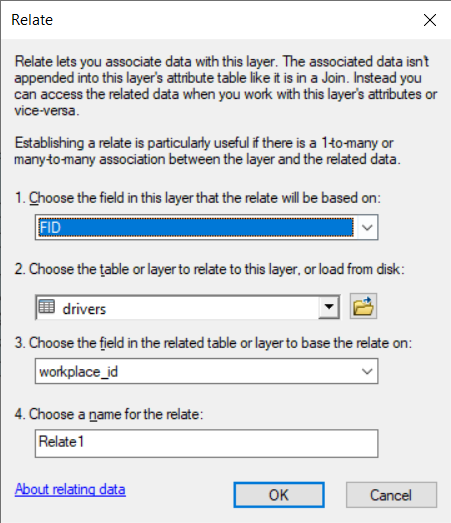 Relate
Relate lets you associate data with this layer. The associated data isn't
appended into this layer's attribute table like it is in a Join. Instead you
can access the related data when you work with this layer's attributes or
vice-versa.
Establishing a relate is particularly useful if there is a 1-to-many or
many-to-many association between the layer and the related data.
1. Choose the field in this layer that the relate will be based on:
FID
2. Choose the table or layer to relate to this layer, or load from disk:
drivers
3. Choose the field in the related table or layer to base the relate on:
workplace_id
4. Choose a name for the relate:
Relate1
About relating data
OK
Cancel